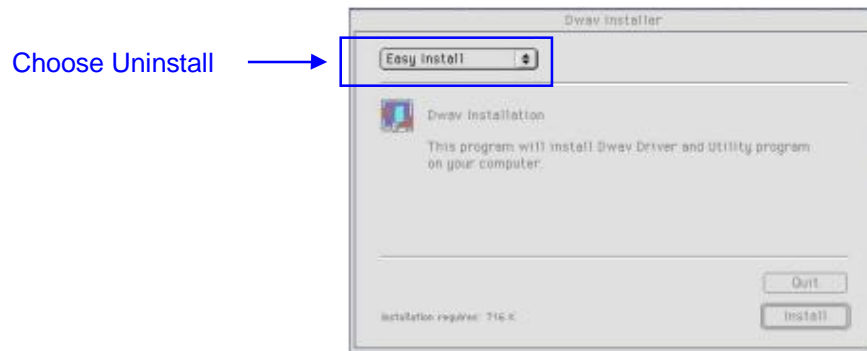 Dwav Installer
Choose Uninstall
Easy Install
Dwav Installation
This program will install Dwav Driver and Utility program
on your computer.
Quit
Installation requires: 716 K
Install